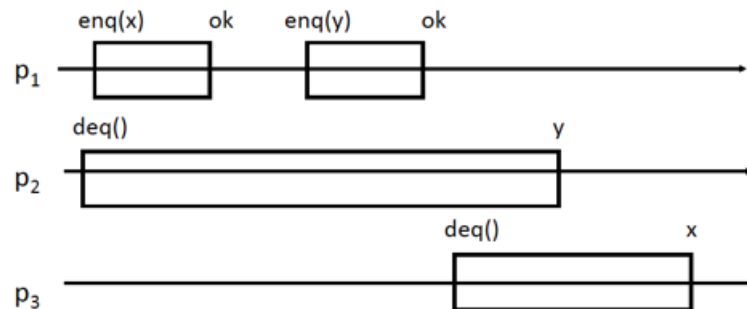 enq(x) ok enq(y) ok
p1
deq() y
p2
deq() x
p3